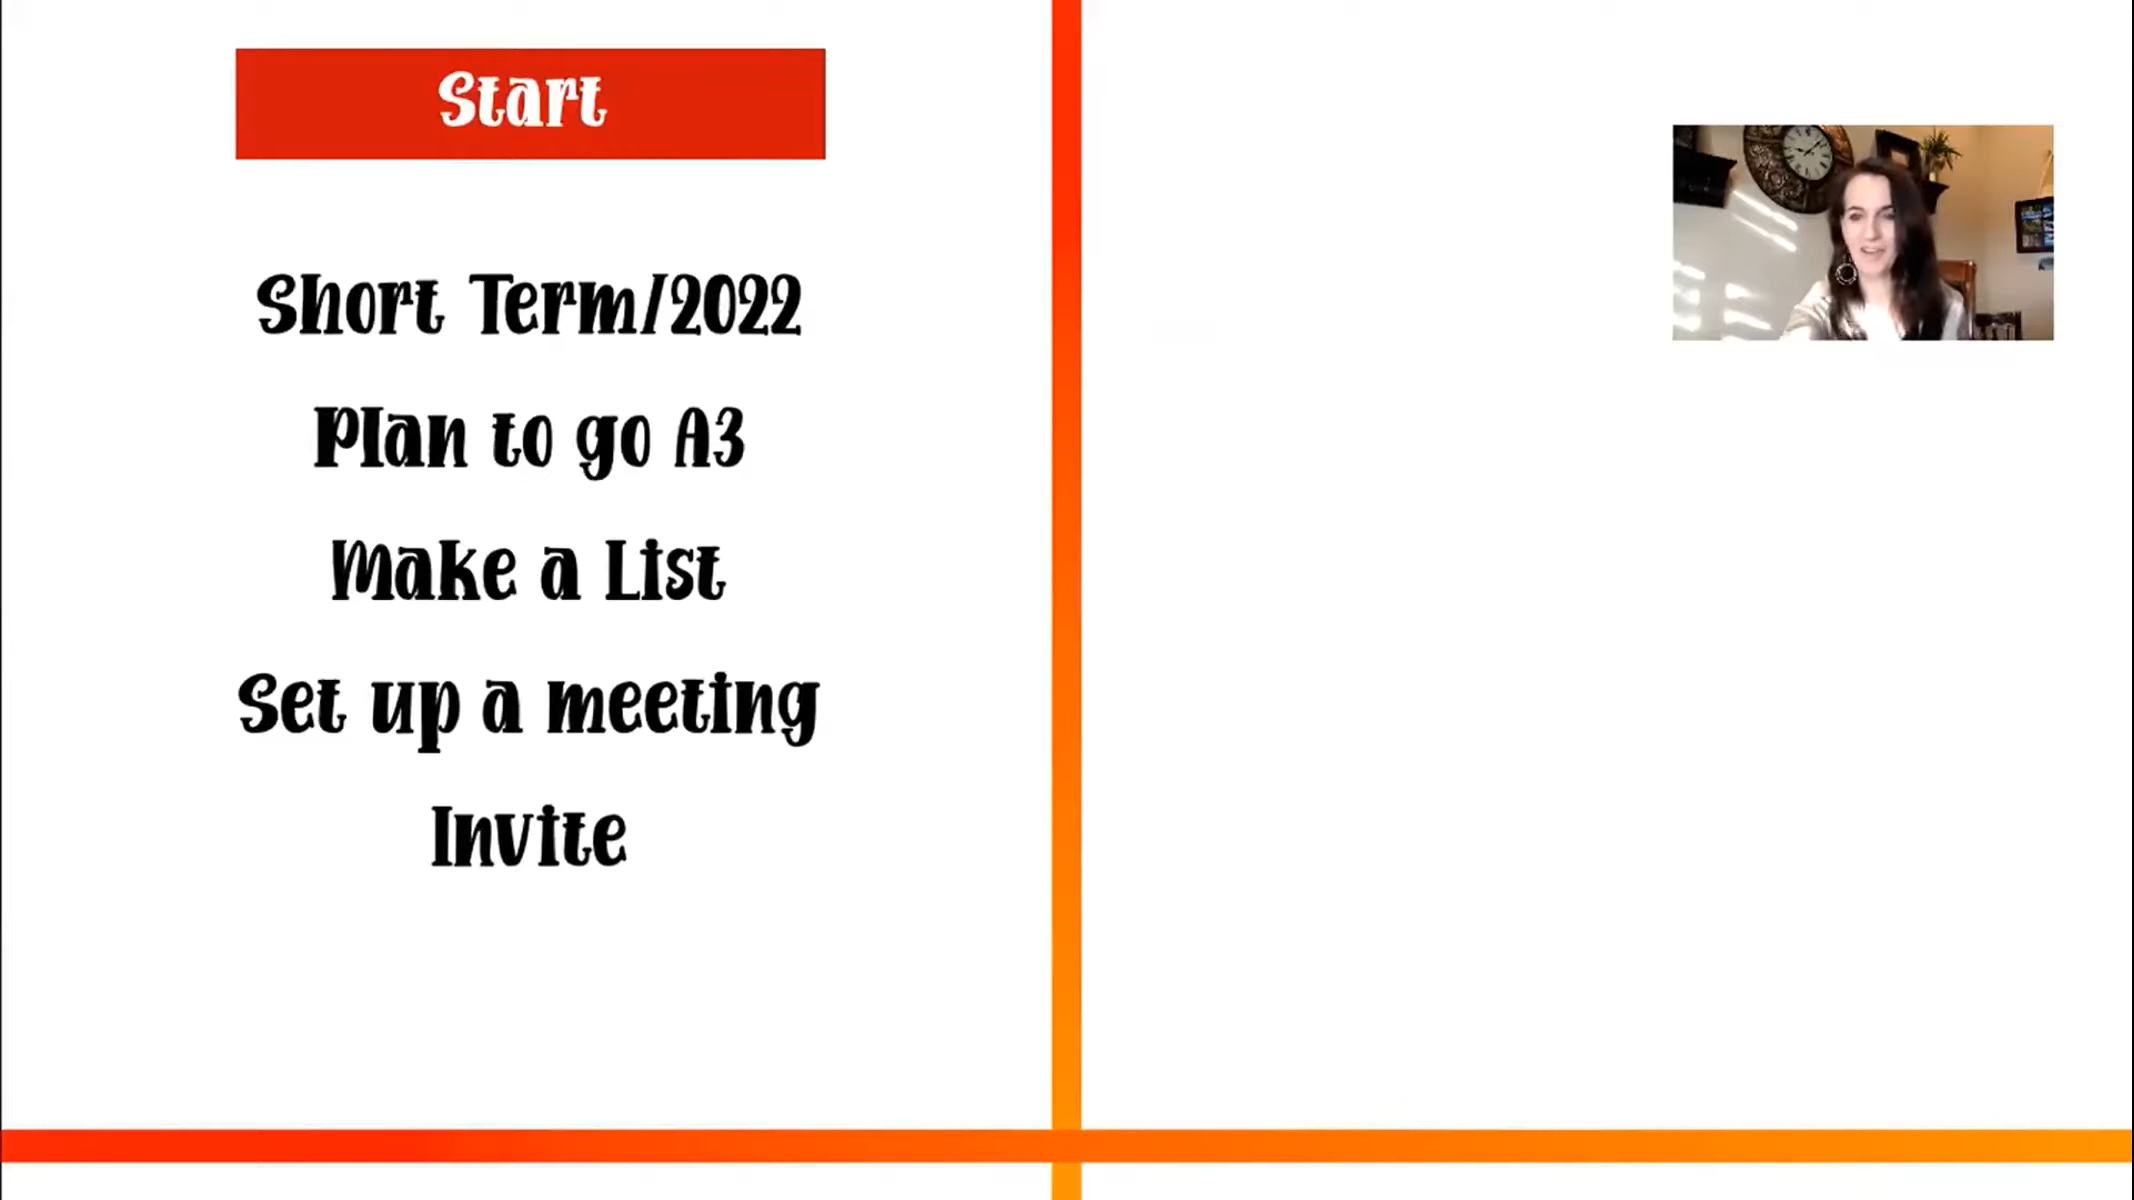 Start
Short Term/2022
Plan to go A3
Make a List
Set up a meeting
Invite